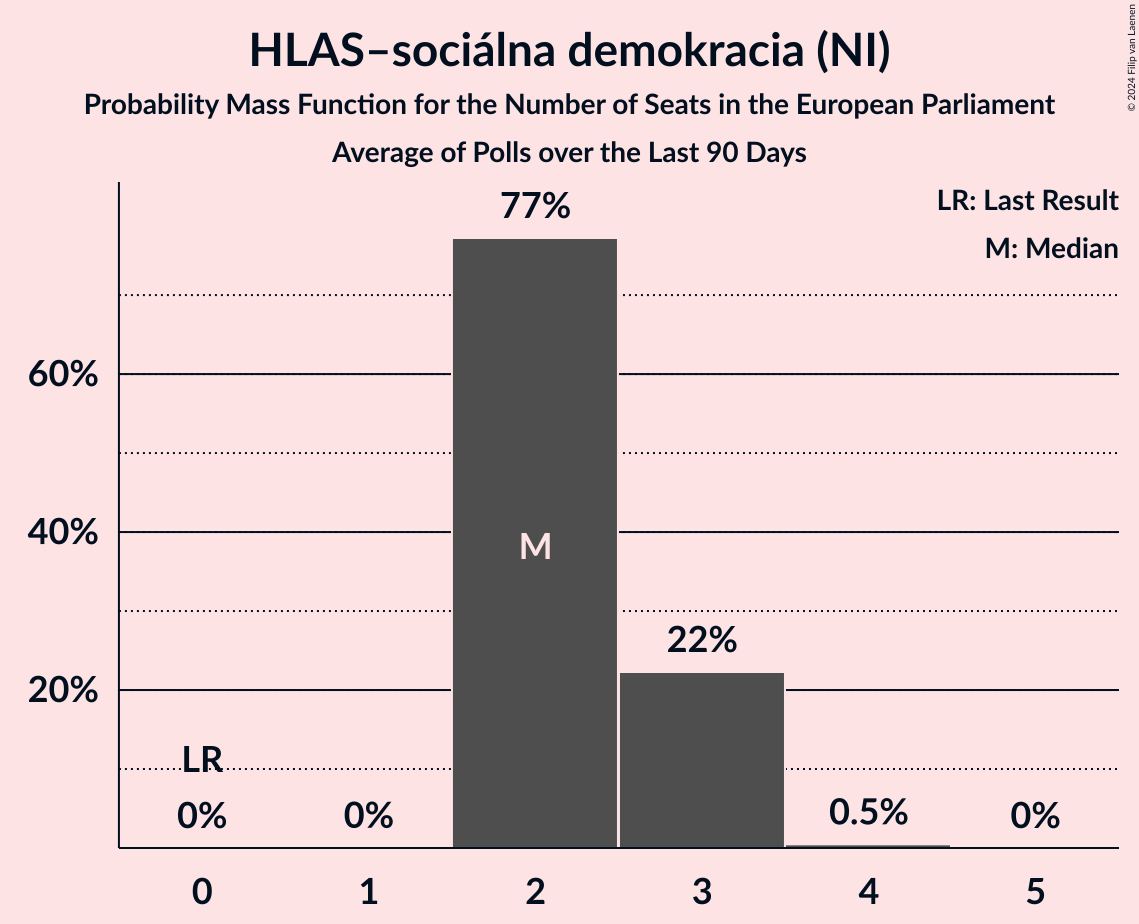 HLAS–sociálna demokracia (NI)
Probability Mass Function for the Number of Seats in the European Parliament
Average of Polls over the Last 90 Days
© 2024 Filip van Laenen
LR: Last Result
M: Median
77%
60%
40%
M
22%
20%
LR
0%
0%
0.5%
0%
0
1
2
3
4
5